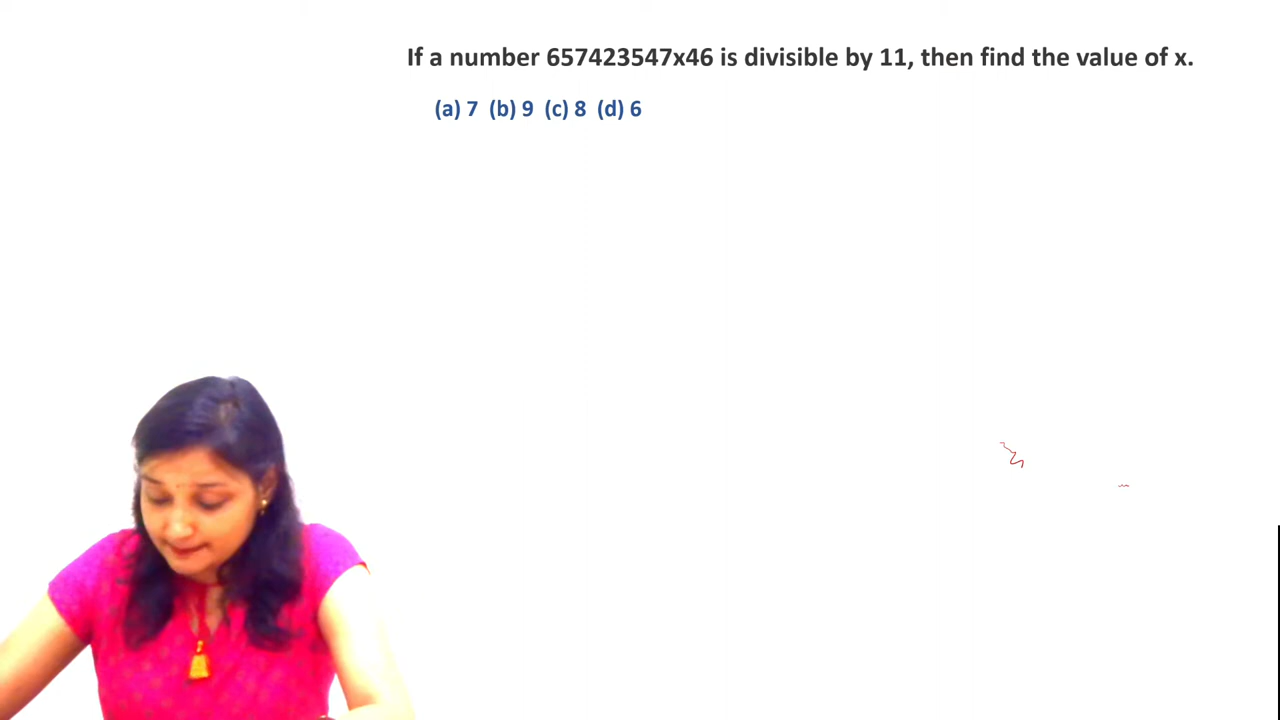 If a number 657423547x46 is divisible by 11, then find the value of x.
(a) 7 (b) 9 (c) 8 (d) 6